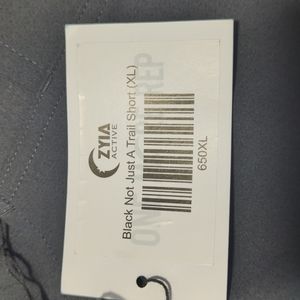 ZYIA
ACTIVE
Black Not Just A Trail Short (XL)
650XL